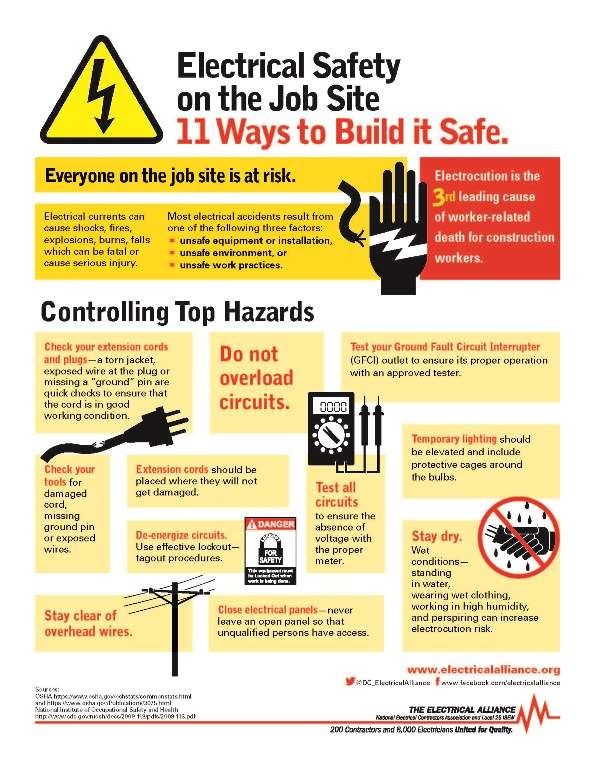 Electrical Safety
on the Job Site
11 Ways to Build it Safe.
Everyone on the job site is at risk.
Electrical currents can
cause shocks, fires,
explosions, burns, falls
which can be fatal or
cause serious injury.
Most electrical accidents result from
one of the following three factors:
unsafe equipment or installation,
unsafe environment, or
unsafe work practices.
Electrocution is the
3rd leading cause
of worker-related
death for construction
workers.
Controlling Top Hazards
Check your extension cords
and plugs—a torn jacket,
exposed wire at the plug or
missing a "ground" pin are
quick checks to ensure that
the cord is in good
working condition.
Do not
overload
circuits.
Test your Ground Fault Circuit Interrupter
(GFCI) outlet to ensure its proper operation
with an approved tester.
0000
Check your
tools for
damaged
cord,
missing
ground pin
or exposed
wires.
Extension cords should be
placed where they will not
get damaged.
De-energize circuits.
Use effective lockout—
tagout procedures.
DANGER
FOR
SAFETY
This equipment must
be Locked Out when
work is being done.
Test all
circuits
to ensure the
absence of
voltage with
the proper
meter.
Temporary lighting should
be elevated and include
protective cages around
the bulbs.
Stay dry.
Wet
conditions—
standing
in water,
wearing wet clothing,
working in high humidity,
and perspiring can increase
electrocution risk.
Stay clear of
overhead wires.
Close electrical panels—never
leave an open panel so that
unqualified persons have access.
www.electricalalliance.org
@DC_ElectricalAlliance www.facebook.com/electricalalliance
Sources:
OSHA https://www.osha.gov/oshstats/commonstats.html
and https://www.osha.gov/Publications/3075.html
National Institute of Occupational Safety and Health
THE ELECTRICAL ALLIANCE
National Electrical Contractors Association and Local 26 IBEW
200 Contractors and 8,000 Electricians United for Quality.